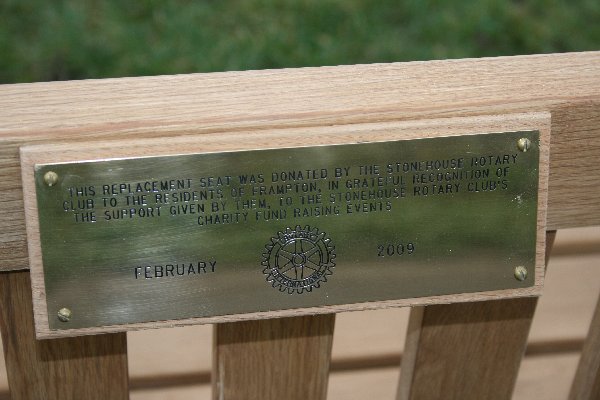 THIS REPLACEMENT SEAT WAS DONATED BY THE STONEHOUSE ROTARY
CLUB TO THE RESIDENTS OF FRAMPTON, IN GRATEFUL RECOGNITION OF
THE SUPPORT GIVEN BY THEM, TO THE STONEHOUSE ROTARY CLUB'S
CHARITY FUND RAISING EVENTS
FEBRUARY 2009
INTERNATIONAL